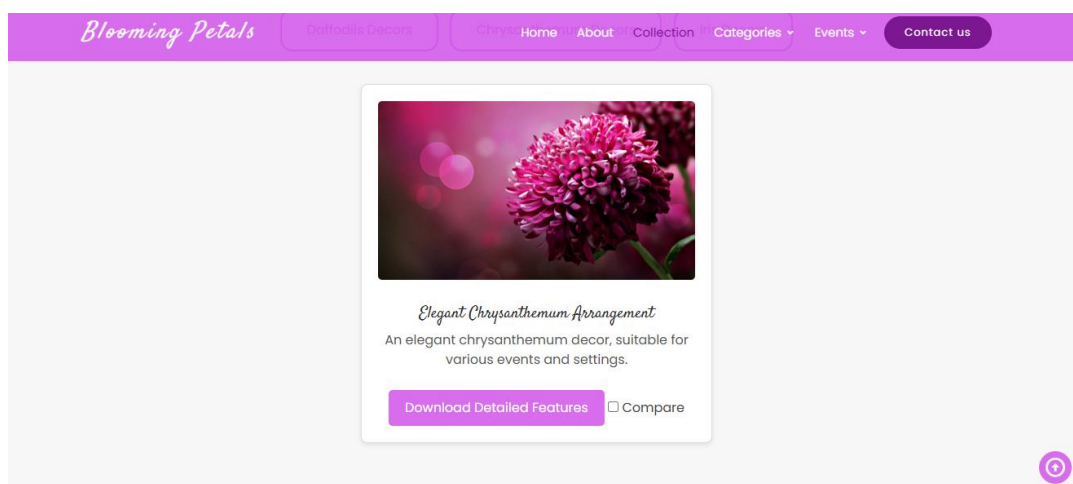 Blooming Petals
Daffodils Decors
Home About Collection Categories Events Contact us
Elegant Chrysanthemum Arrangement
An elegant chrysanthemum decor, suitable for
various events and settings.
Download Detailed Features Compare